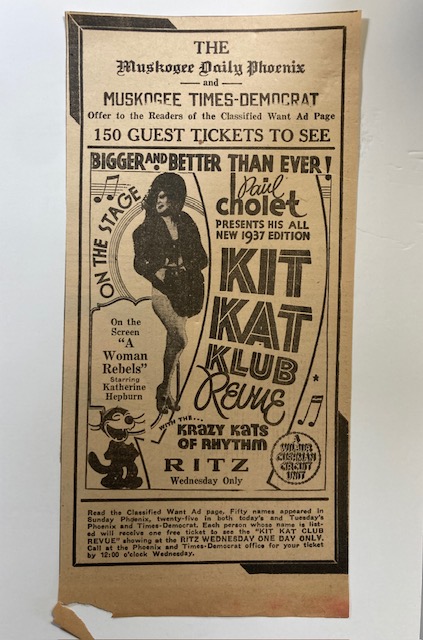 THE
Muskogee Daily Phoenix
and
MUSKOGEE TIMES-DEMOCRAT
Offer to the Readers of the Classified Want Ad Page
150 GUEST TICKETS TO SEE
BIGGER AND BETTER THAN EVER!
ON THE STAGE
Paul
Cholet
PRESENTS HIS ALL
NEW 1937 EDITION
KIT
KAT
KLUB
REVUE
On the
Screen
"A
Woman
Rebels"
Starring
Katherine
Hepburn
WITH THE...
KRAZY KATS
OF RHYTHM
A
WILBUR
CUSHMAN
CIRCUIT
UNIT
RITZ
Wednesday Only
Read the Classified Want Ad page. Fifty names appeared in
Sunday Phoenix, twenty-five in both today's and Tuesday's
Phoenix and Times-Democrat. Each person whose name is list-
ed will receive one free ticket to see the "KIT KAT CLUB
REVUE" showing at the RITZ WEDNESDAY ONE DAY ONLY.
Call at the Phoenix and Times-Democrat office for your ticket
by 12:00 o'clock Wednesday.